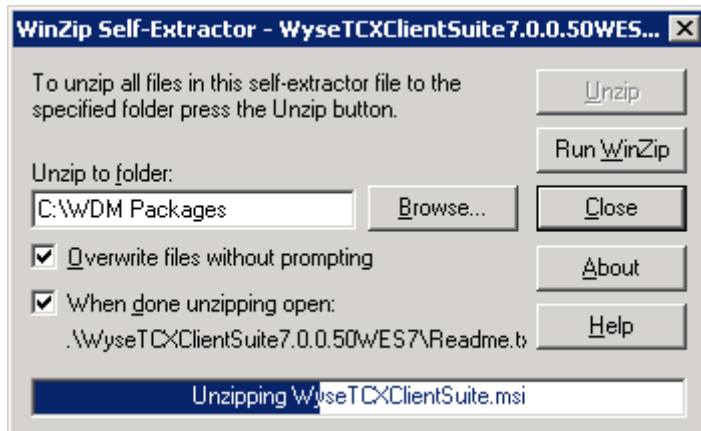 WinZip Self-Extractor - WyseTCXClientSuite7.0.0.50WES...
To unzip all files in this self-extractor file to the
specified folder press the Unzip button.
Unzip
Run WinZip
Unzip to folder:
C:\WDM Packages
Browse...
Close
Overwrite files without prompting
About
When done unzipping open:
.\WyseTCXClientSuite7.0.0.50WES7\Readme.t
Help
Unzipping WyseTCXClientSuite.msi